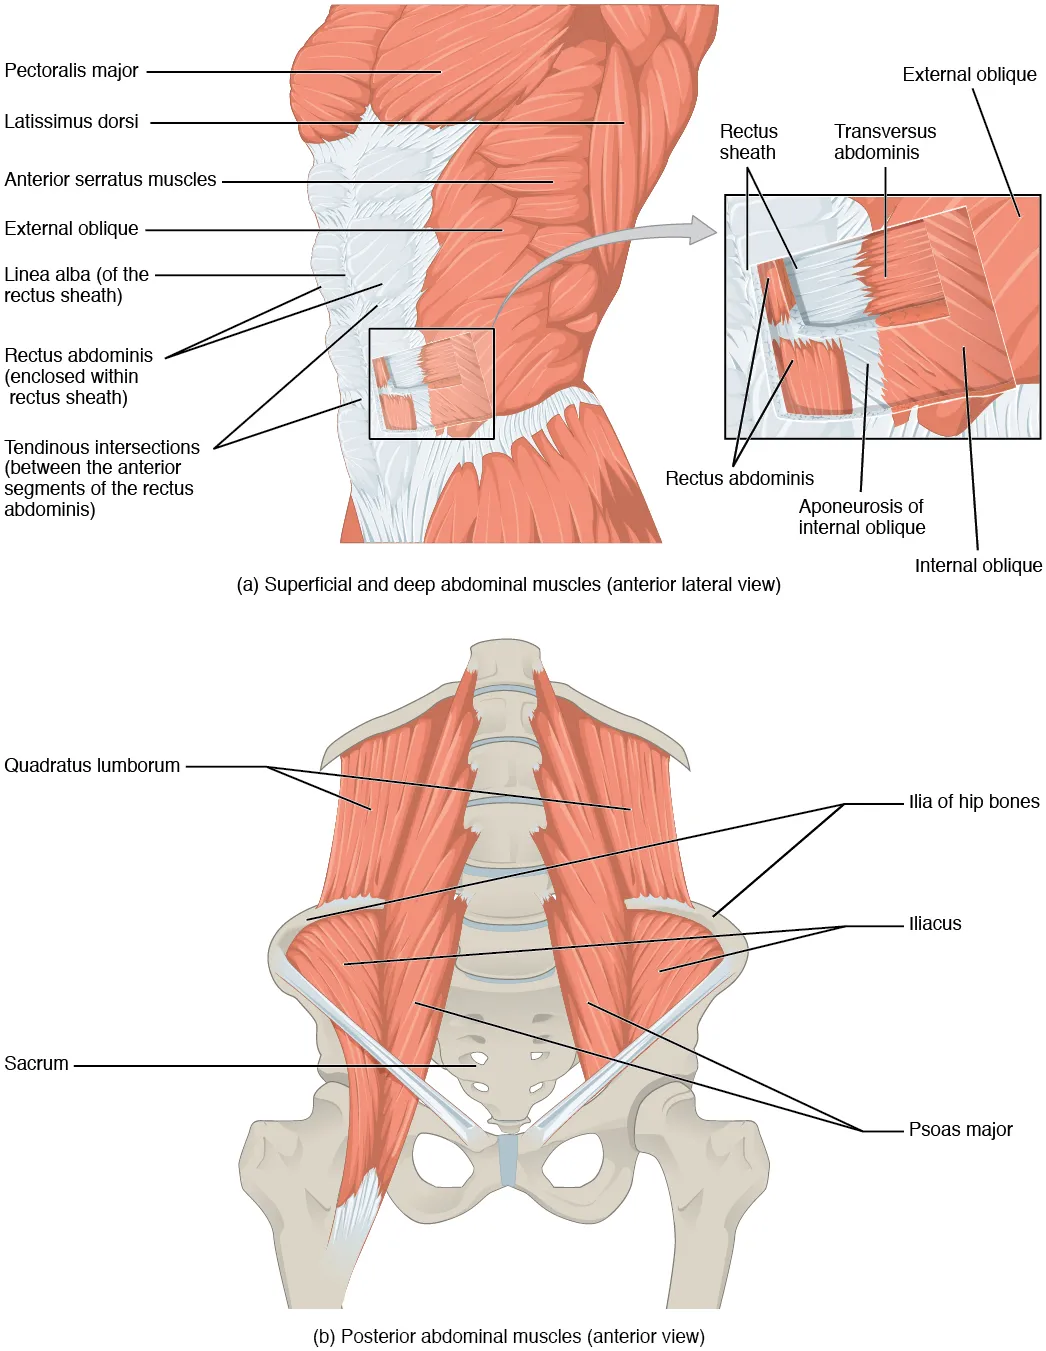 Pectoralis major
Latissimus dorsi
Anterior serratus muscles
External oblique
Linea alba (of the
rectus sheath)
Rectus abdominis
(enclosed within
rectus sheath)
Tendinous intersections
(between the anterior
segments of the rectus
abdominis)
External oblique
Rectus
sheath
Transversus
abdominis
Rectus abdominis
Aponeurosis of
internal oblique
Internal oblique
(a) Superficial and deep abdominal muscles (anterior lateral view)
Quadratus lumborum
Ilia of hip bones
Iliacus
Sacrum
Psoas major
(b) Posterior abdominal muscles (anterior view)